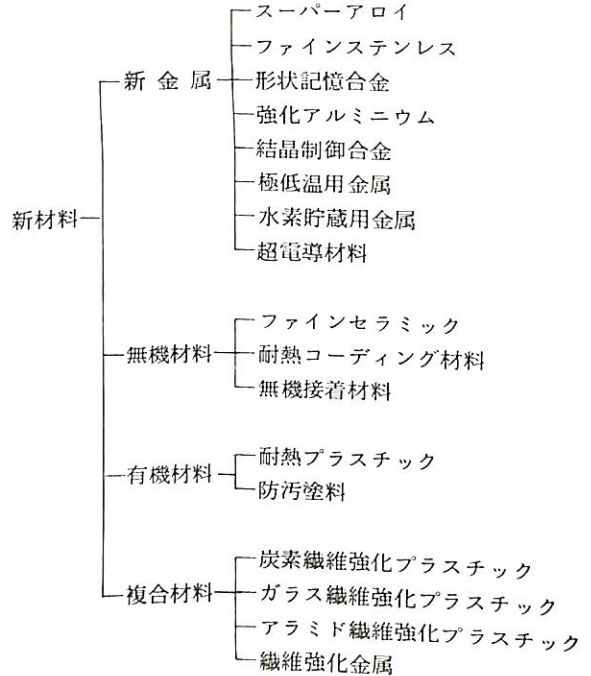 新材料
新金属
スーパーアロイ
ファインステンレス
形状記憶合金
強化アルミニウム
結晶制御合金
極低温用金属
水素貯蔵用金属
超電導材料
無機材料
ファインセラミック
耐熱コーディング材料
無機接着材料
有機材料
耐熱プラスチック
防汚塗料
複合材料
炭素繊維強化プラスチック
ガラス繊維強化プラスチック
アラミド繊維強化プラスチック
繊維強化金属